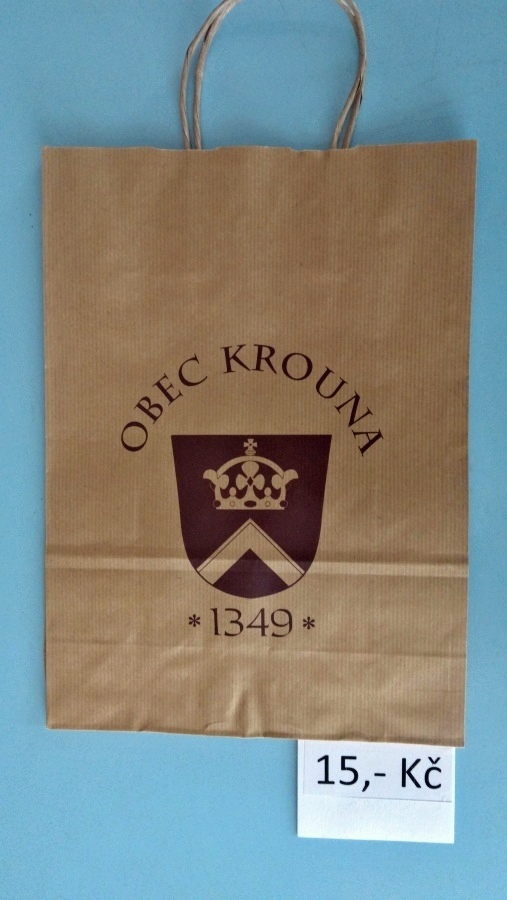 OBEC KROUNA
*1349*
15,- Kč